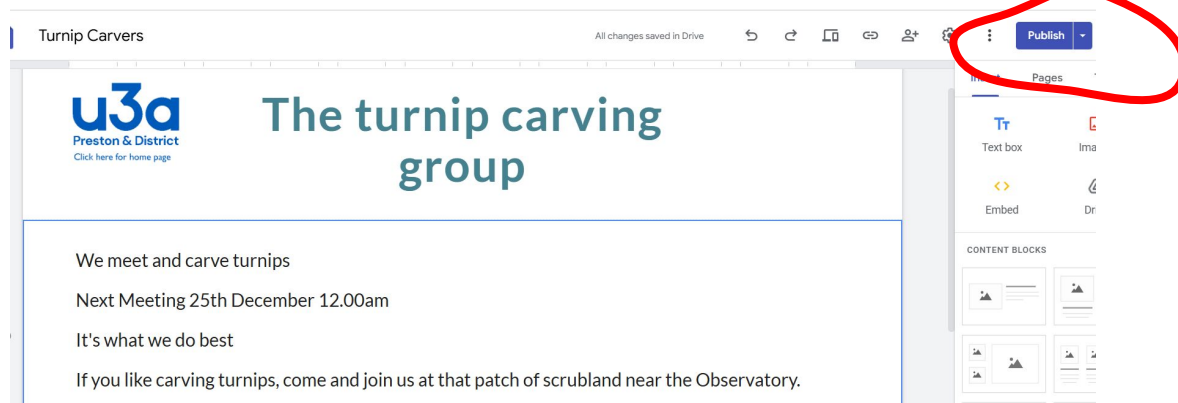 Turnip Carvers
All changes saved in Drive
Publish
Pages
u3a
Preston & District
Click here for home page
The turnip carving
group
Text box
Embed
CONTENT BLOCKS
We meet and carve turnips
Next Meeting 25th December 12.00am
It's what we do best
If you like carving turnips, come and join us at that patch of scrubland near the Observatory.